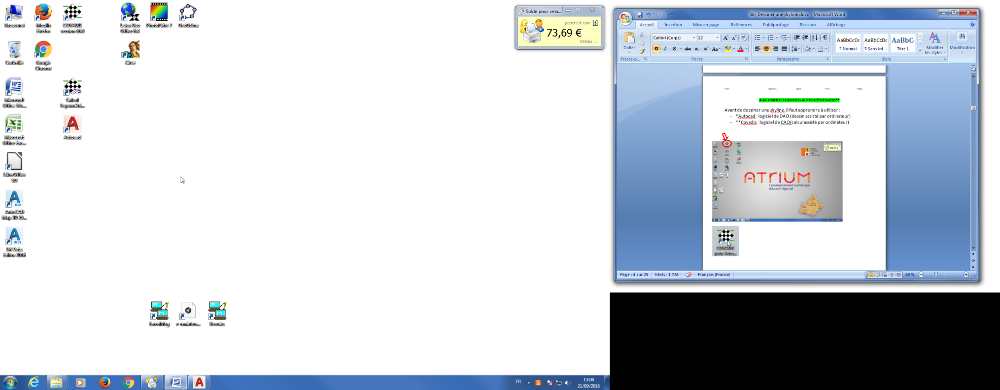 Raccourci
Mozilla
Firefox
COVADIS
version 16.0
Leica Geo
Office 8.4
PhotoFiltre 7
GeoGebra
Corbeille
Google
Chrome
Circe
Microsoft
Office Wo...
Calcul
Topométri...
Microsoft
Office Exc...
Autocad
LibreOffice
5.0
AutoCAD
Map 3D 20...
IM Data
Editor 2018
EnvoiMsg
e-mainten...
Devoirs
Solde pour vma...
papercut.com
73,69 €
Détails ...
FR
13:04
21/09/2018
S6- Dessiner une skyline.docx - Microsoft Word
Accueil Insertion Mise en page Références Publipostage Révision Affichage
Coller
Calibri (Corps) 12
AaBbCcDc AaBbCcDc AaBbC
¶ Normal ¶ Sans int... Titre 1
Modifier
les styles
Modification
Presse-p... Police Paragraphe Style
Nom : Section : Date : Titre : Page :
A-ALLUMER LES LOGICIELS AUTOCAD*/COVADIS**
Avant de dessiner une skyline, il faut apprendre à utiliser :
- *Autocad : logiciel de DAO (dessin assisté par ordinateur)
- **Covadis : logiciel de CAO(calcul assisté par ordinateur)
ATRIUM
L'environnement numérique
éducatif régional
COVADIS
pour Auto...
Page : 4 sur 25 Mots : 1 726 Français (France) 60 %